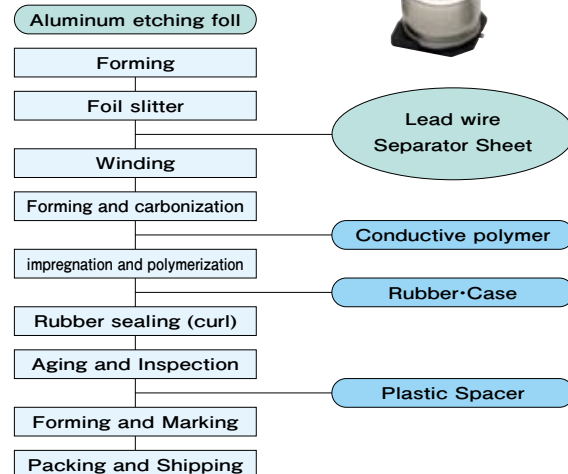 Aluminum etching foll
Forming
Foil slitter
Lead wire
Separator Sheet
Winding
Forming and carbonization
Conductive polymer
impregnation and polymerization
Rubber･Case
Rubber sealing (curl)
Aging and Inspection
Plastic Spacer
Forming and Marking
Packing and Shipping